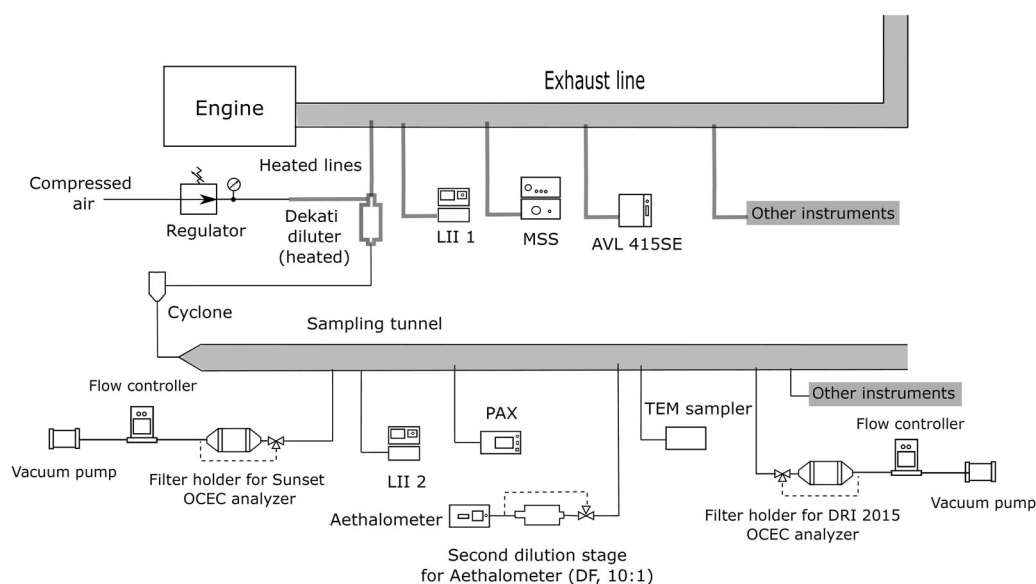 Exhaust line
Engine
Heated lines
Compressed
air
Regulator
Dekati
diluter
(heated)
LII 1
MSS
AVL 415SE
Other instruments
Cyclone
Sampling tunnel
Flow controller
Vacuum pump
Filter holder for Sunset
OCEC analyzer
LII 2
PAX
Aethalometer
Second dilution stage
for Aethalometer (DF, 10:1)
TEM sampler
Other instruments
Flow controller
Filter holder for DRI 2015
OCEC analyzer
Vacuum pump